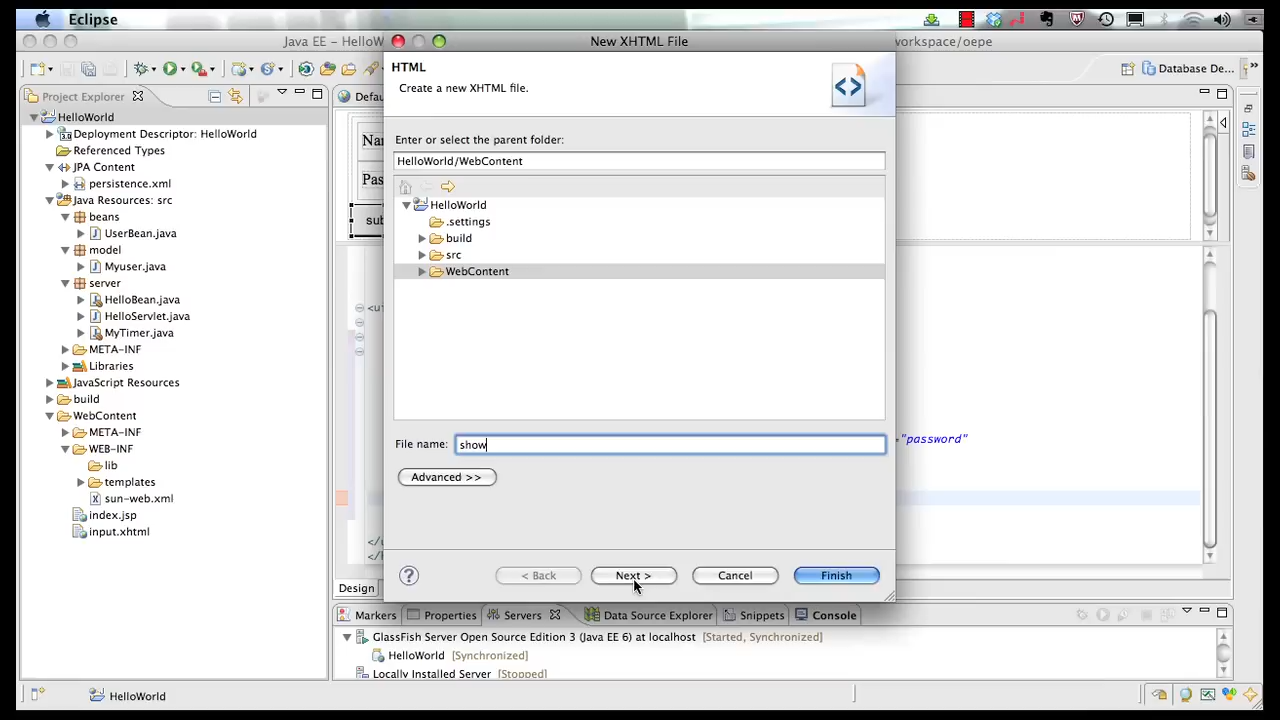 Eclipse
Java EE - HelloW
New XHTML File
workspace/oepe
Database De...
Project Explorer
HelloWorld
Deployment Descriptor: HelloWorld
Referenced Types
JPA Content
persistence.xml
Java Resources: src
beans
UserBean.java
model
Myuser.java
server
HelloBean.java
HelloServlet.java
MyTimer.java
META-INF
Libraries
JavaScript Resources
build
WebContent
META-INF
WEB-INF
lib
templates
sun-web.xml
index.jsp
input.xhtml
Defau
Nar
Pas
sub
<u
</u
</h
="password"
Design
HTML
Create a new XHTML file.
Enter or select the parent folder:
HelloWorld/WebContent
HelloWorld
.settings
build
src
WebContent
File name: show
Advanced >>
? < Back Next > Cancel Finish
Markers Properties Servers Data Source Explorer Snippets Console
GlassFish Server Open Source Edition 3 (Java EE 6) at localhost [Started, Synchronized]
HelloWorld [Synchronized]
Locally Installed Server [Stopped]
HelloWorld